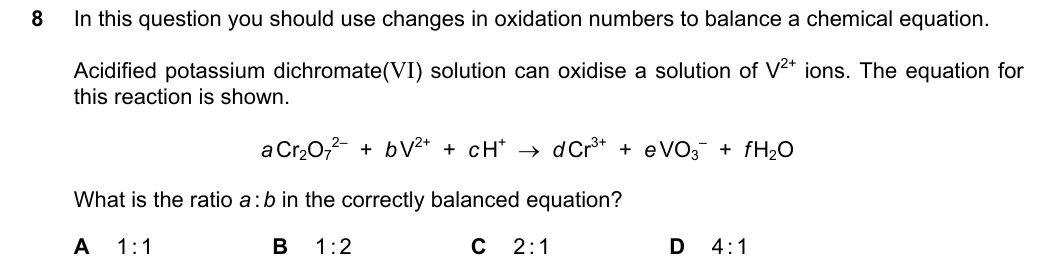 8 In this question you should use changes in oxidation numbers to balance a chemical equation.
Acidified potassium dichromate(VI) solution can oxidise a solution of V²⁺ ions. The equation for
this reaction is shown.
aCr₂O₇²⁻ + bV²⁺ + cH⁺ → dCr³⁺ + eVO₃⁻ + fH₂O
What is the ratio a:b in the correctly balanced equation?
A 1:1 B 1:2 C 2:1 D 4:1